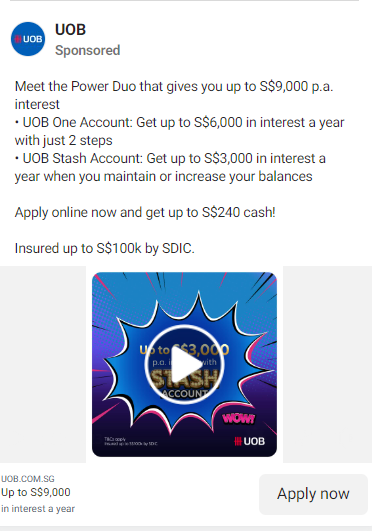 UOB
UOB
Sponsored
Meet the Power Duo that gives you up to S$9,000 p.a.
interest
• UOB One Account: Get up to S$6,000 in interest a year
with just 2 steps
• UOB Stash Account: Get up to S$3,000 in interest a
year when you maintain or increase your balances
Apply online now and get up to S$240 cash!
Insured up to S$100k by SDIC.
Up to S$3,000
p.a. with
STASH
ACCOUNT
WOW!
T&Cs apply
Insured up to S$100k by SDIC
UOB
UOB.COM.SG
Up to S$9,000
in interest a year
Apply now